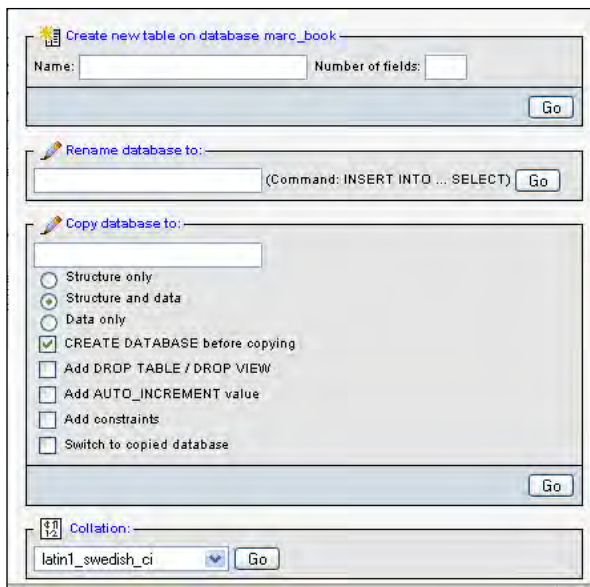 Create new table on database marc_book
Name: Number of fields:
Go
Rename database to:
(Command: INSERT INTO ... SELECT) Go
Copy database to:
Structure only
Structure and data
Data only
CREATE DATABASE before copying
Add DROP TABLE / DROP VIEW
Add AUTO_INCREMENT value
Add constraints
Switch to copied database
Go
Collation:
latin1_swedish_ci Go